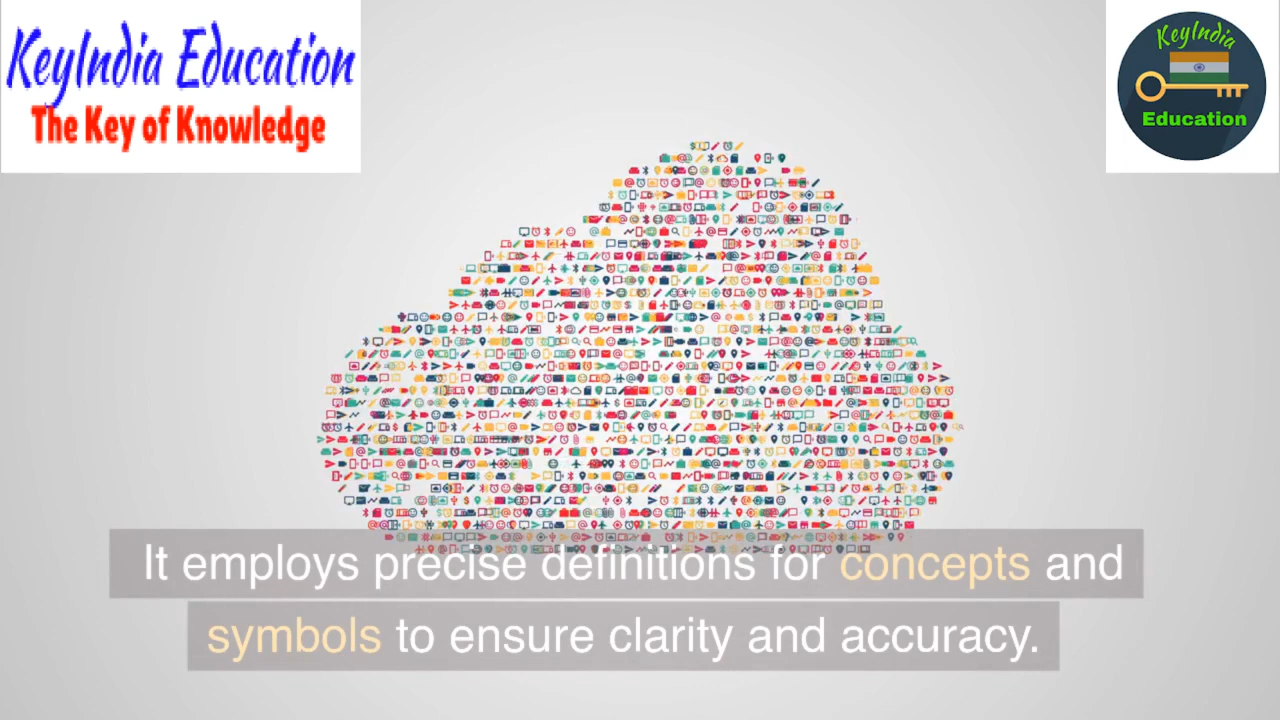 KeyIndia Education
The Key of Knowledge
KeyIndia
Education
It employs precise definitions for concepts and
symbols to ensure clarity and accuracy.